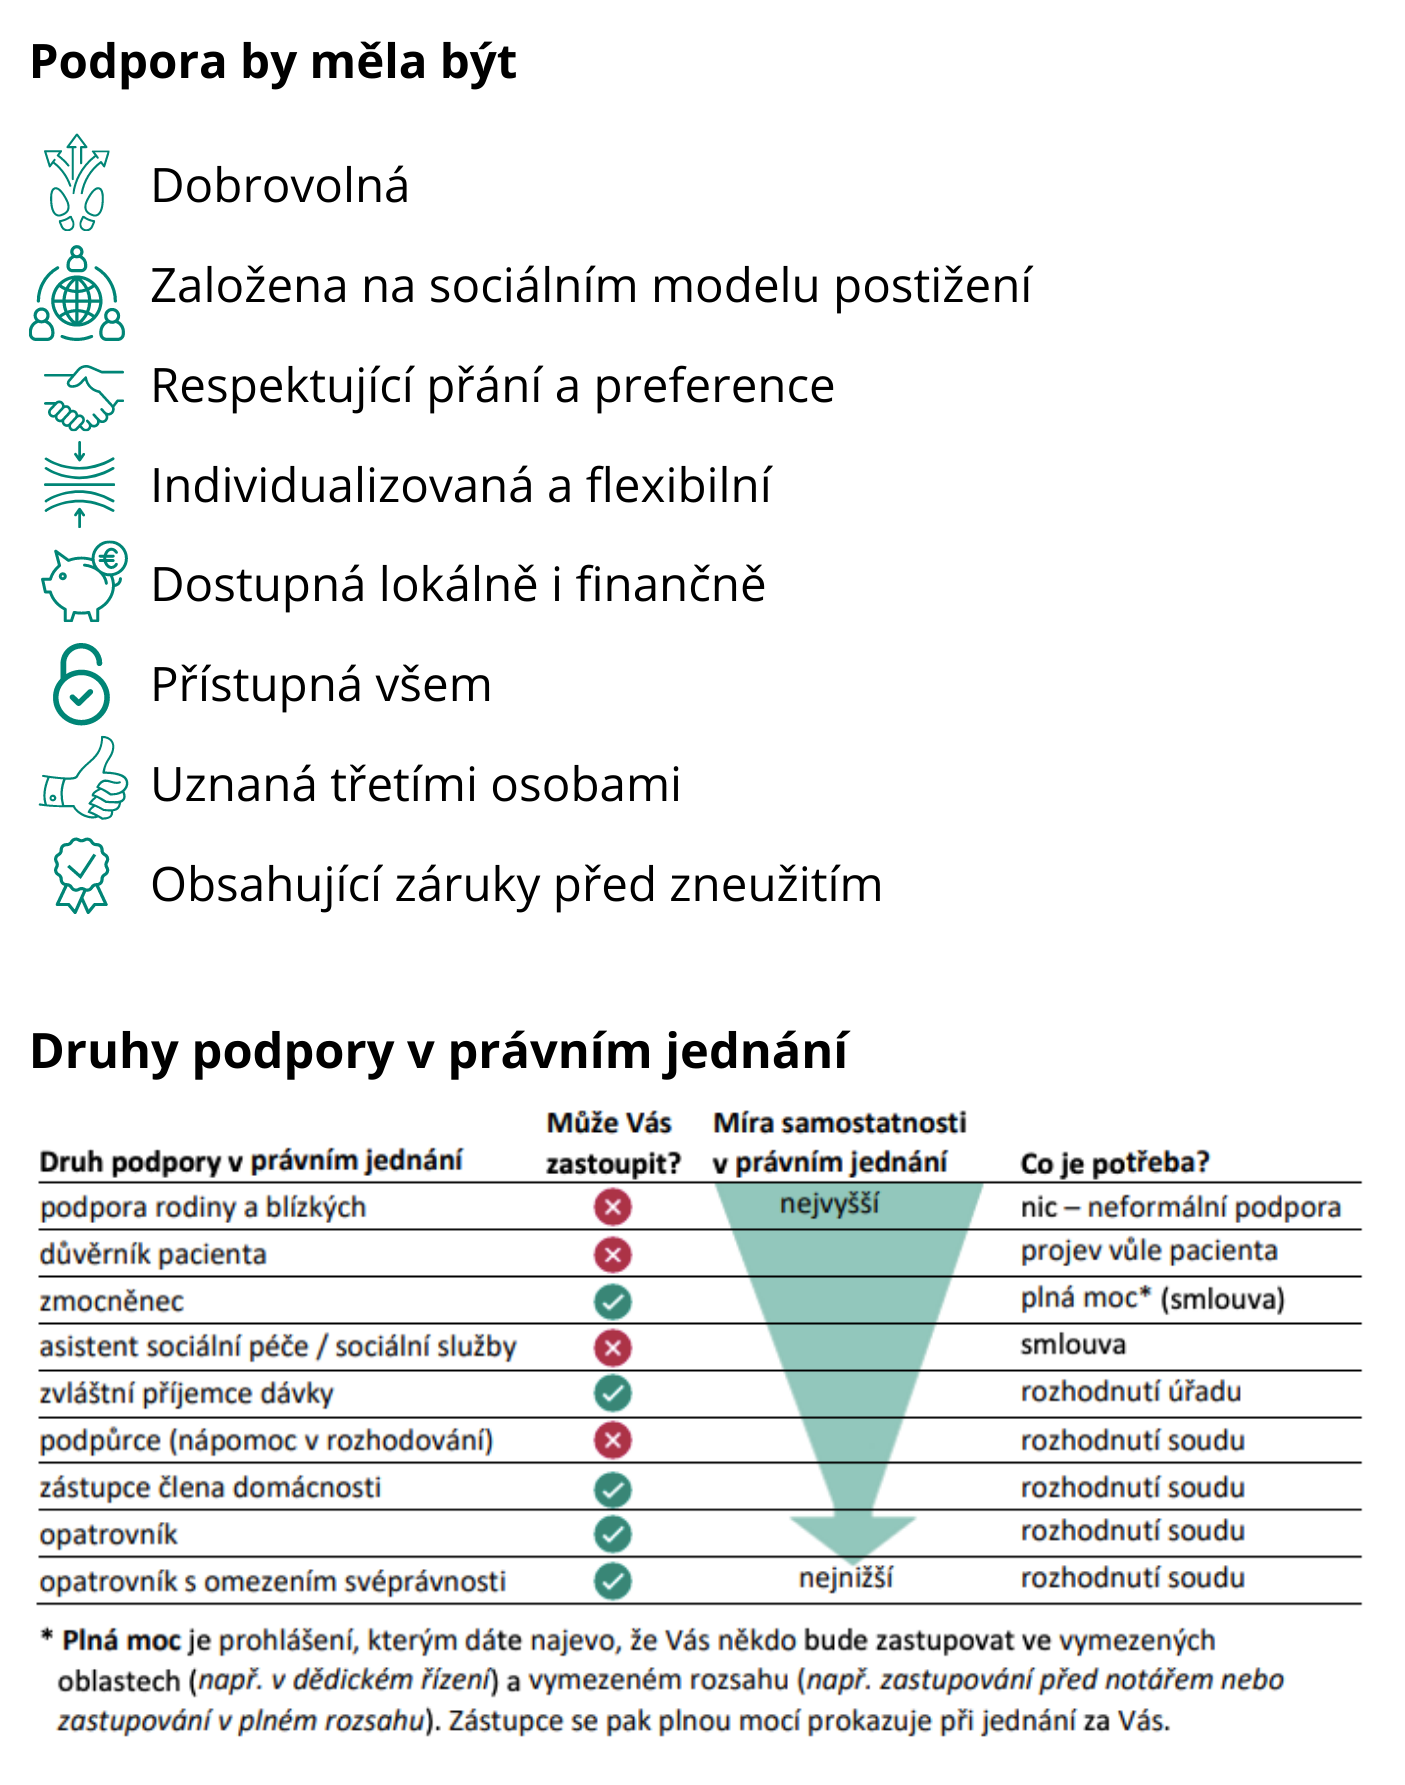 Podpora by měla být
Dobrovolná
Založena na sociálním modelu postižení
Respektující přání a preference
Individualizovaná a flexibilní
Dostupná lokálně i finančně
Přístupná všem
Uznaná třetími osobami
Obsahující záruky před zneužitím
Druhy podpory v právním jednání
Druh podpory v právním jednání Může Vás zastoupit? Míra samostatnosti v právním jednání Co je potřeba?
podpora rodiny a blízkých nejvyšší nic – neformální podpora
důvěrník pacienta projev vůle pacienta
zmocněnec plná moc* (smlouva)
asistent sociální péče / sociální služby smlouva
zvláštní příjemce dávky rozhodnutí úřadu
podpůrce (nápomoc v rozhodování) rozhodnutí soudu
zástupce člena domácnosti rozhodnutí soudu
opatrovník rozhodnutí soudu
opatrovník s omezením svéprávnosti nejnižší rozhodnutí soudu
* Plná moc je prohlášení, kterým dáte najevo, že Vás někdo bude zastupovat ve vymezených
oblastech (např. v dědickém řízení) a vymezeném rozsahu (např. zastupování před notářem nebo
zastupování v plném rozsahu). Zástupce se pak plnou mocí prokazuje při jednání za Vás.